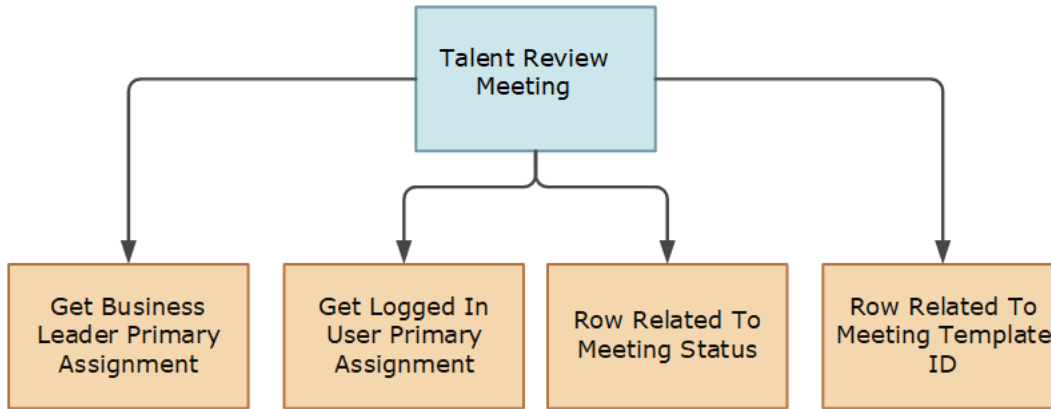 Talent Review
Meeting
Get Business
Leader Primary
Assignment
Get Logged In
User Primary
Assignment
Row Related To
Meeting Status
Row Related To
Meeting Template
ID